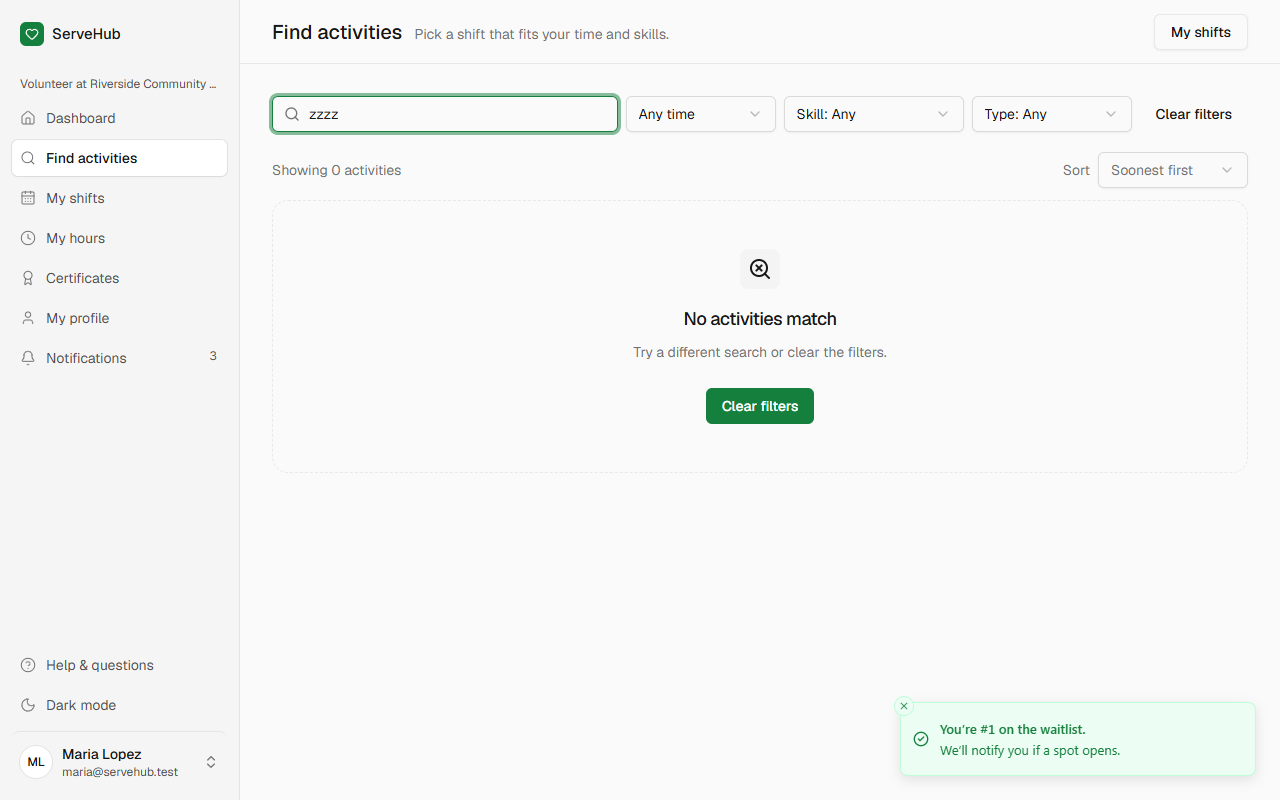 ServeHub
Volunteer at Riverside Community ...
Dashboard
Find activities
My shifts
My hours
Certificates
My profile
Notifications 3
Help & questions
Dark mode
ML
Maria Lopez
maria@servehub.test
Find activities Pick a shift that fits your time and skills.
My shifts
zzzz
Any time
Skill: Any
Type: Any
Clear filters
Showing 0 activities
Sort Soonest first
No activities match
Try a different search or clear the filters.
Clear filters
You're #1 on the waitlist.
We'll notify you if a spot opens.